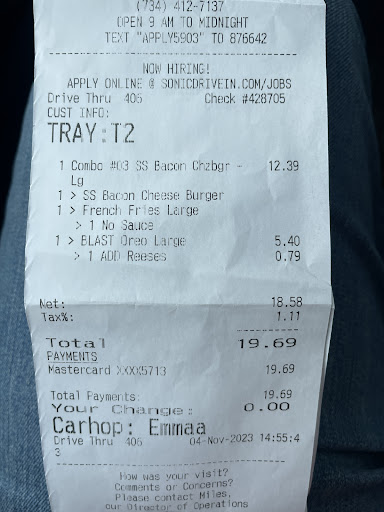 (734) 412-7137
OPEN 9 AM TO MIDNIGHT
TEXT "APPLY5903" TO 876642
NOW HIRING!
APPLY ONLINE @ SONICDRIVEIN.COM/JOBS
Drive Thru 406 Check #428705
CUST INFO:
TRAY:T2
1 Combo #03 SS Bacon Chzbgr - 12.39
Lg
1 > SS Bacon Cheese Burger
1 > French Fries Large
> 1 No Sauce
1 > BLAST Oreo Large 5.40
> 1 ADD Reeses 0.79
Net: 18.58
Tax%: 1.11
Total 19.69
PAYMENTS
Mastercard XXXX5713 19.69
Total Payments: 19.69
Your Change: 0.00
Carhop: Emmaa
Drive Thru 406 04-Nov-2023 14:55:4
3
How was your visit?
Comments or Concerns?
Please contact Miles,
our Director of Operations